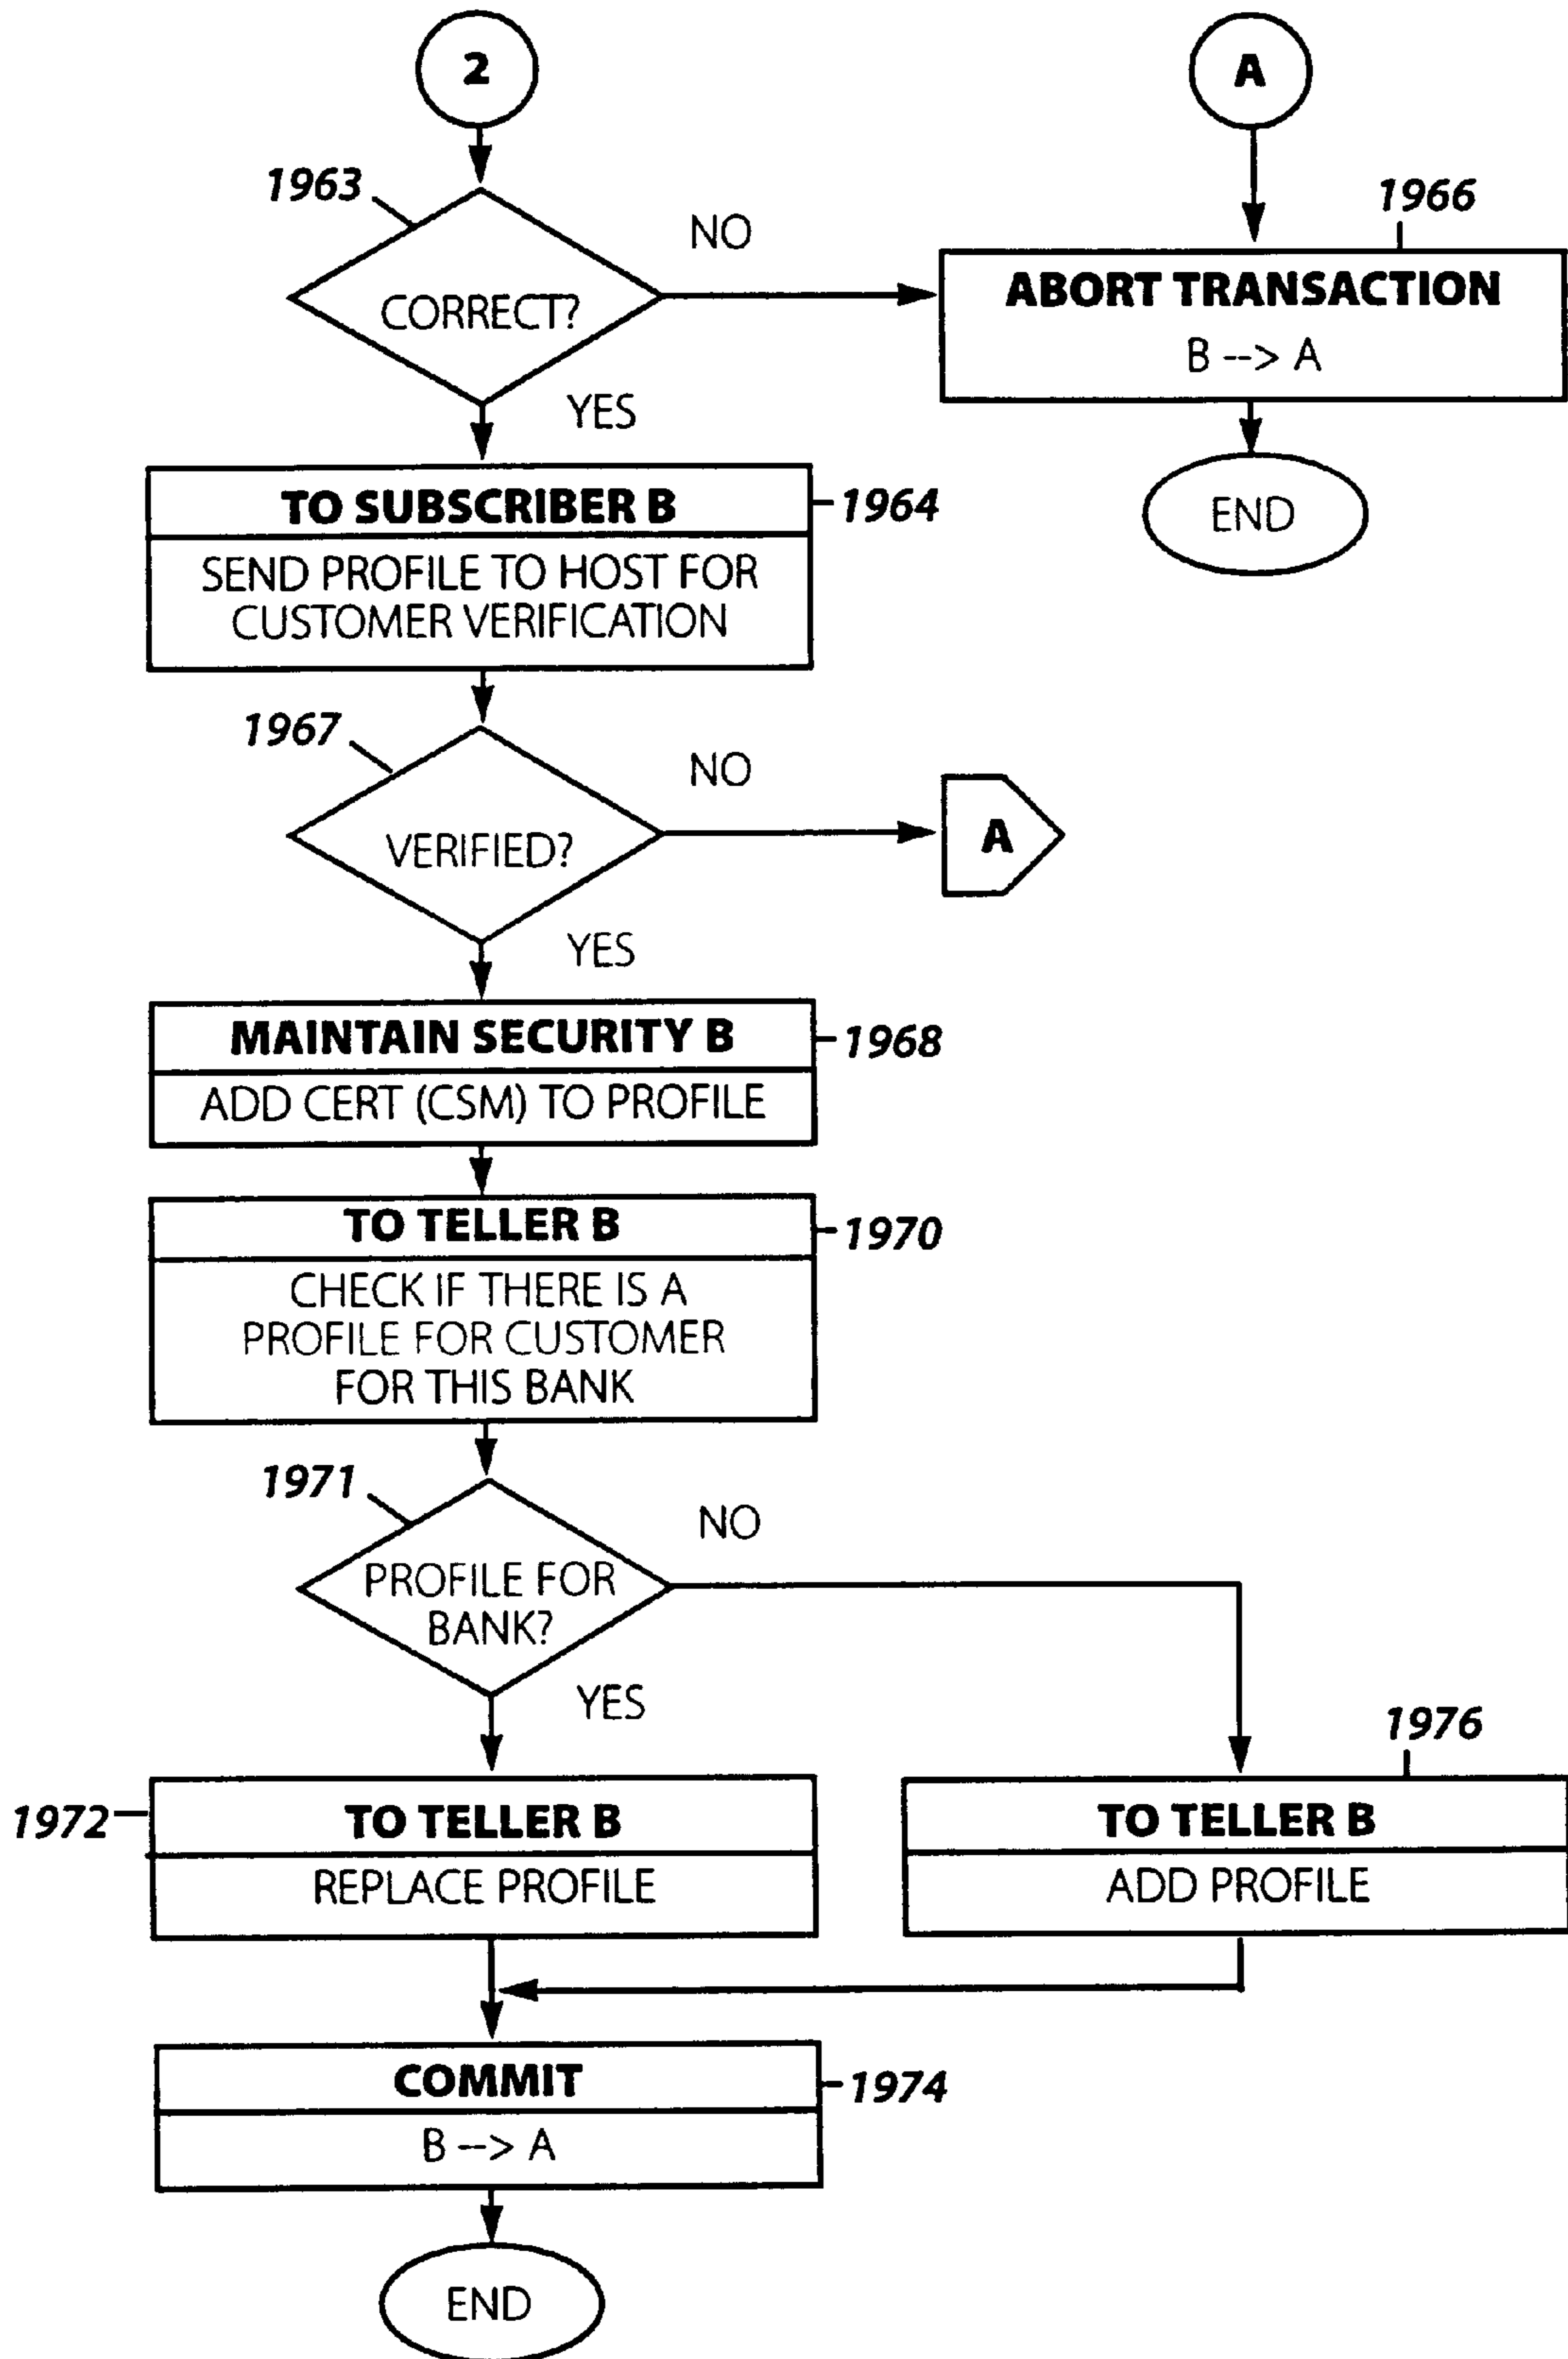 2
A
1963
1966
NO
CORRECT?
ABORT TRANSACTION
B --> A
YES
END
TO SUBSCRIBER B
1964
SEND PROFILE TO HOST FOR
CUSTOMER VERIFICATION
1967
NO
VERIFIED?
A
YES
MAINTAIN SECURITY B
1968
ADD CERT (CSM) TO PROFILE
TO TELLER B
1970
CHECK IF THERE IS A
PROFILE FOR CUSTOMER
FOR THIS BANK
1971
NO
PROFILE FOR
BANK?
YES
1976
1972
TO TELLER B
REPLACE PROFILE
TO TELLER B
ADD PROFILE
COMMIT
1974
B --> A
END